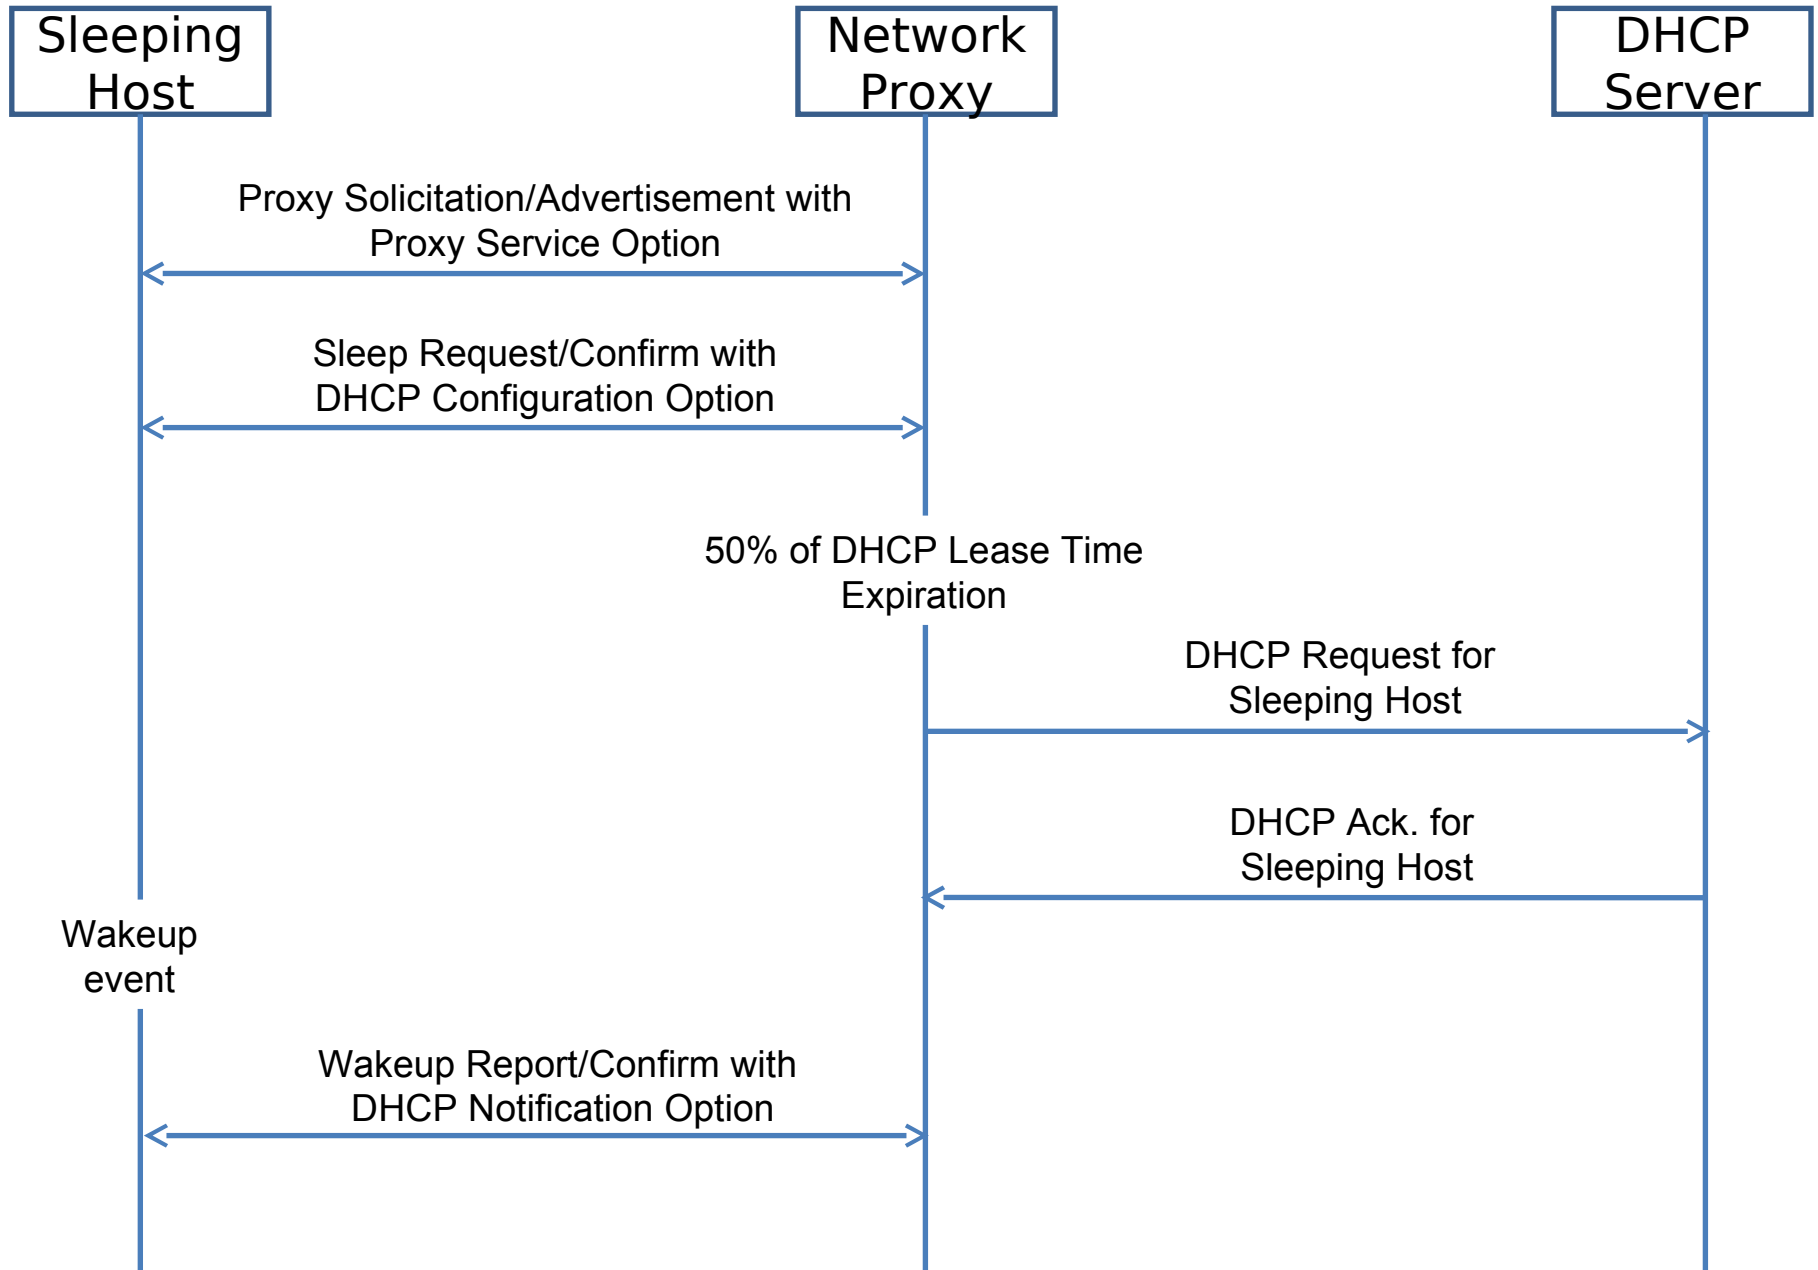 Sleeping
Host
Network
Proxy
DHCP
Server
Proxy Solicitation/Advertisement with
Proxy Service Option
Sleep Request/Confirm with
DHCP Configuration Option
50% of DHCP Lease Time
Expiration
DHCP Request for
Sleeping Host
DHCP Ack. for
Sleeping Host
Wakeup
event
Wakeup Report/Confirm with
DHCP Notification Option